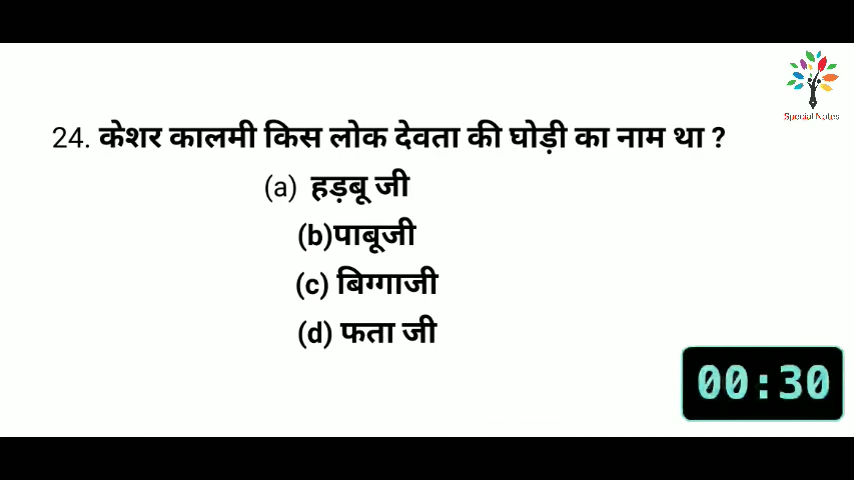 Special Notes
24. केशर कालमी किस लोक देवता की घोड़ी का नाम था ?
(a) हड़बू जी
(b)पाबूजी
(c) बिग्गाजी
(d) फता जी
00:30